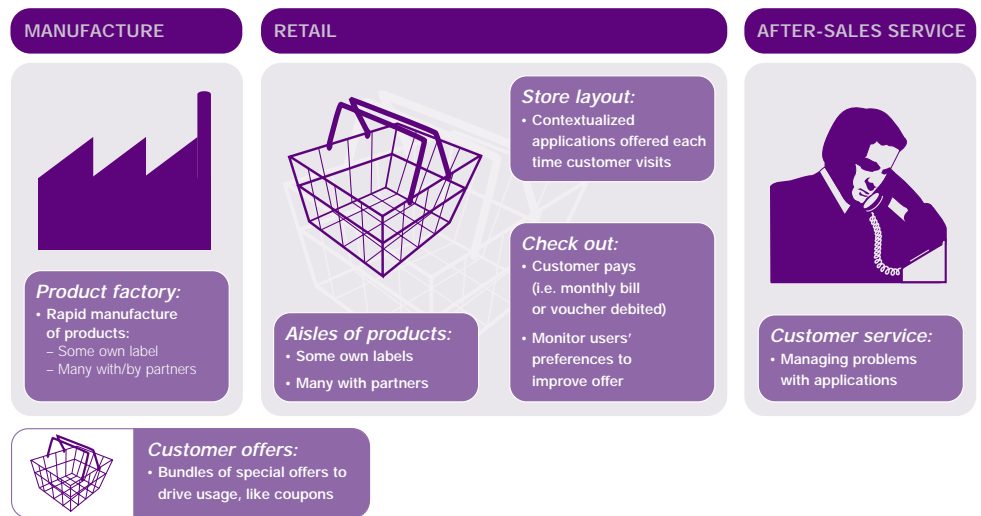 MANUFACTURE
Product factory:
• Rapid manufacture
of products:
– Some own label
– Many with/by partners
RETAIL
Store layout:
• Contextualized
applications offered each
time customer visits
Aisles of products:
• Some own labels
• Many with partners
Check out:
• Customer pays
(i.e. monthly bill
or voucher debited)
• Monitor users’
preferences to
improve offer
AFTER-SALES SERVICE
Customer service:
• Managing problems
with applications
Customer offers:
• Bundles of special offers to
drive usage, like coupons